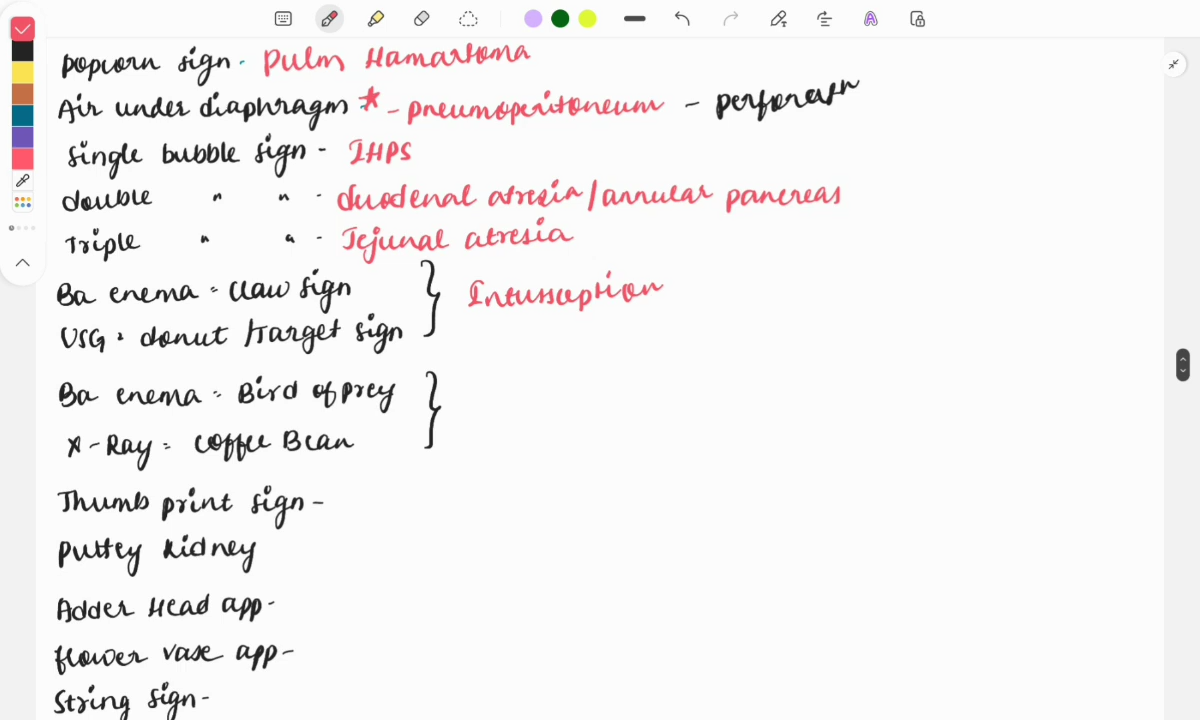 popcorn sign - Pulm Hamartoma
Air under diaphragm * - pneumoperitoneum - perforatn
Single bubble sign - IHPS
double " " - duodenal atresia/annular pancreas
Triple " " - Jejunal atresia
Ba enema = Claw sign } Intussception
USG = donut /target sign
Ba enema = Bird of prey }
X-Ray = coffee Bean
Thumb print sign -
Puttey kidney
Adder Head app -
flower vase app -
String sign -